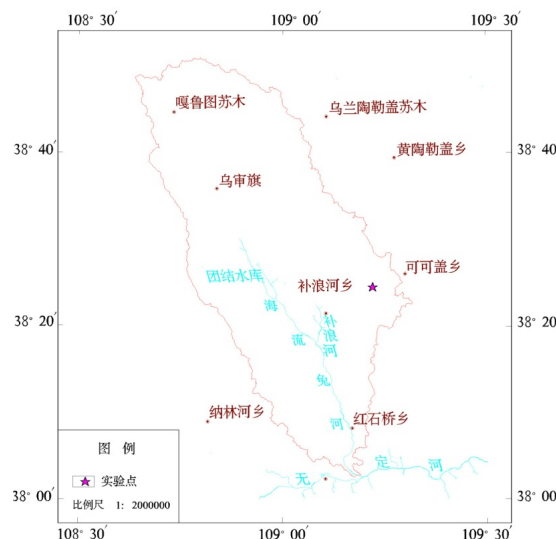 108° 30′ 109° 00′ 109° 30′
嘎鲁图苏木
乌兰陶勒盖苏木
38° 40′ 黄陶勒盖乡 38° 40′
乌审旗
可可盖乡
团结水库 补浪河乡
海
流
兔
河
补
浪
河
38° 20′ 38° 20′
纳林河乡 红石桥乡
无 定 河
图 例
实验点
比例尺 1: 2000000
38° 00′ 38° 00′
108° 30′ 109° 00′ 109° 30′